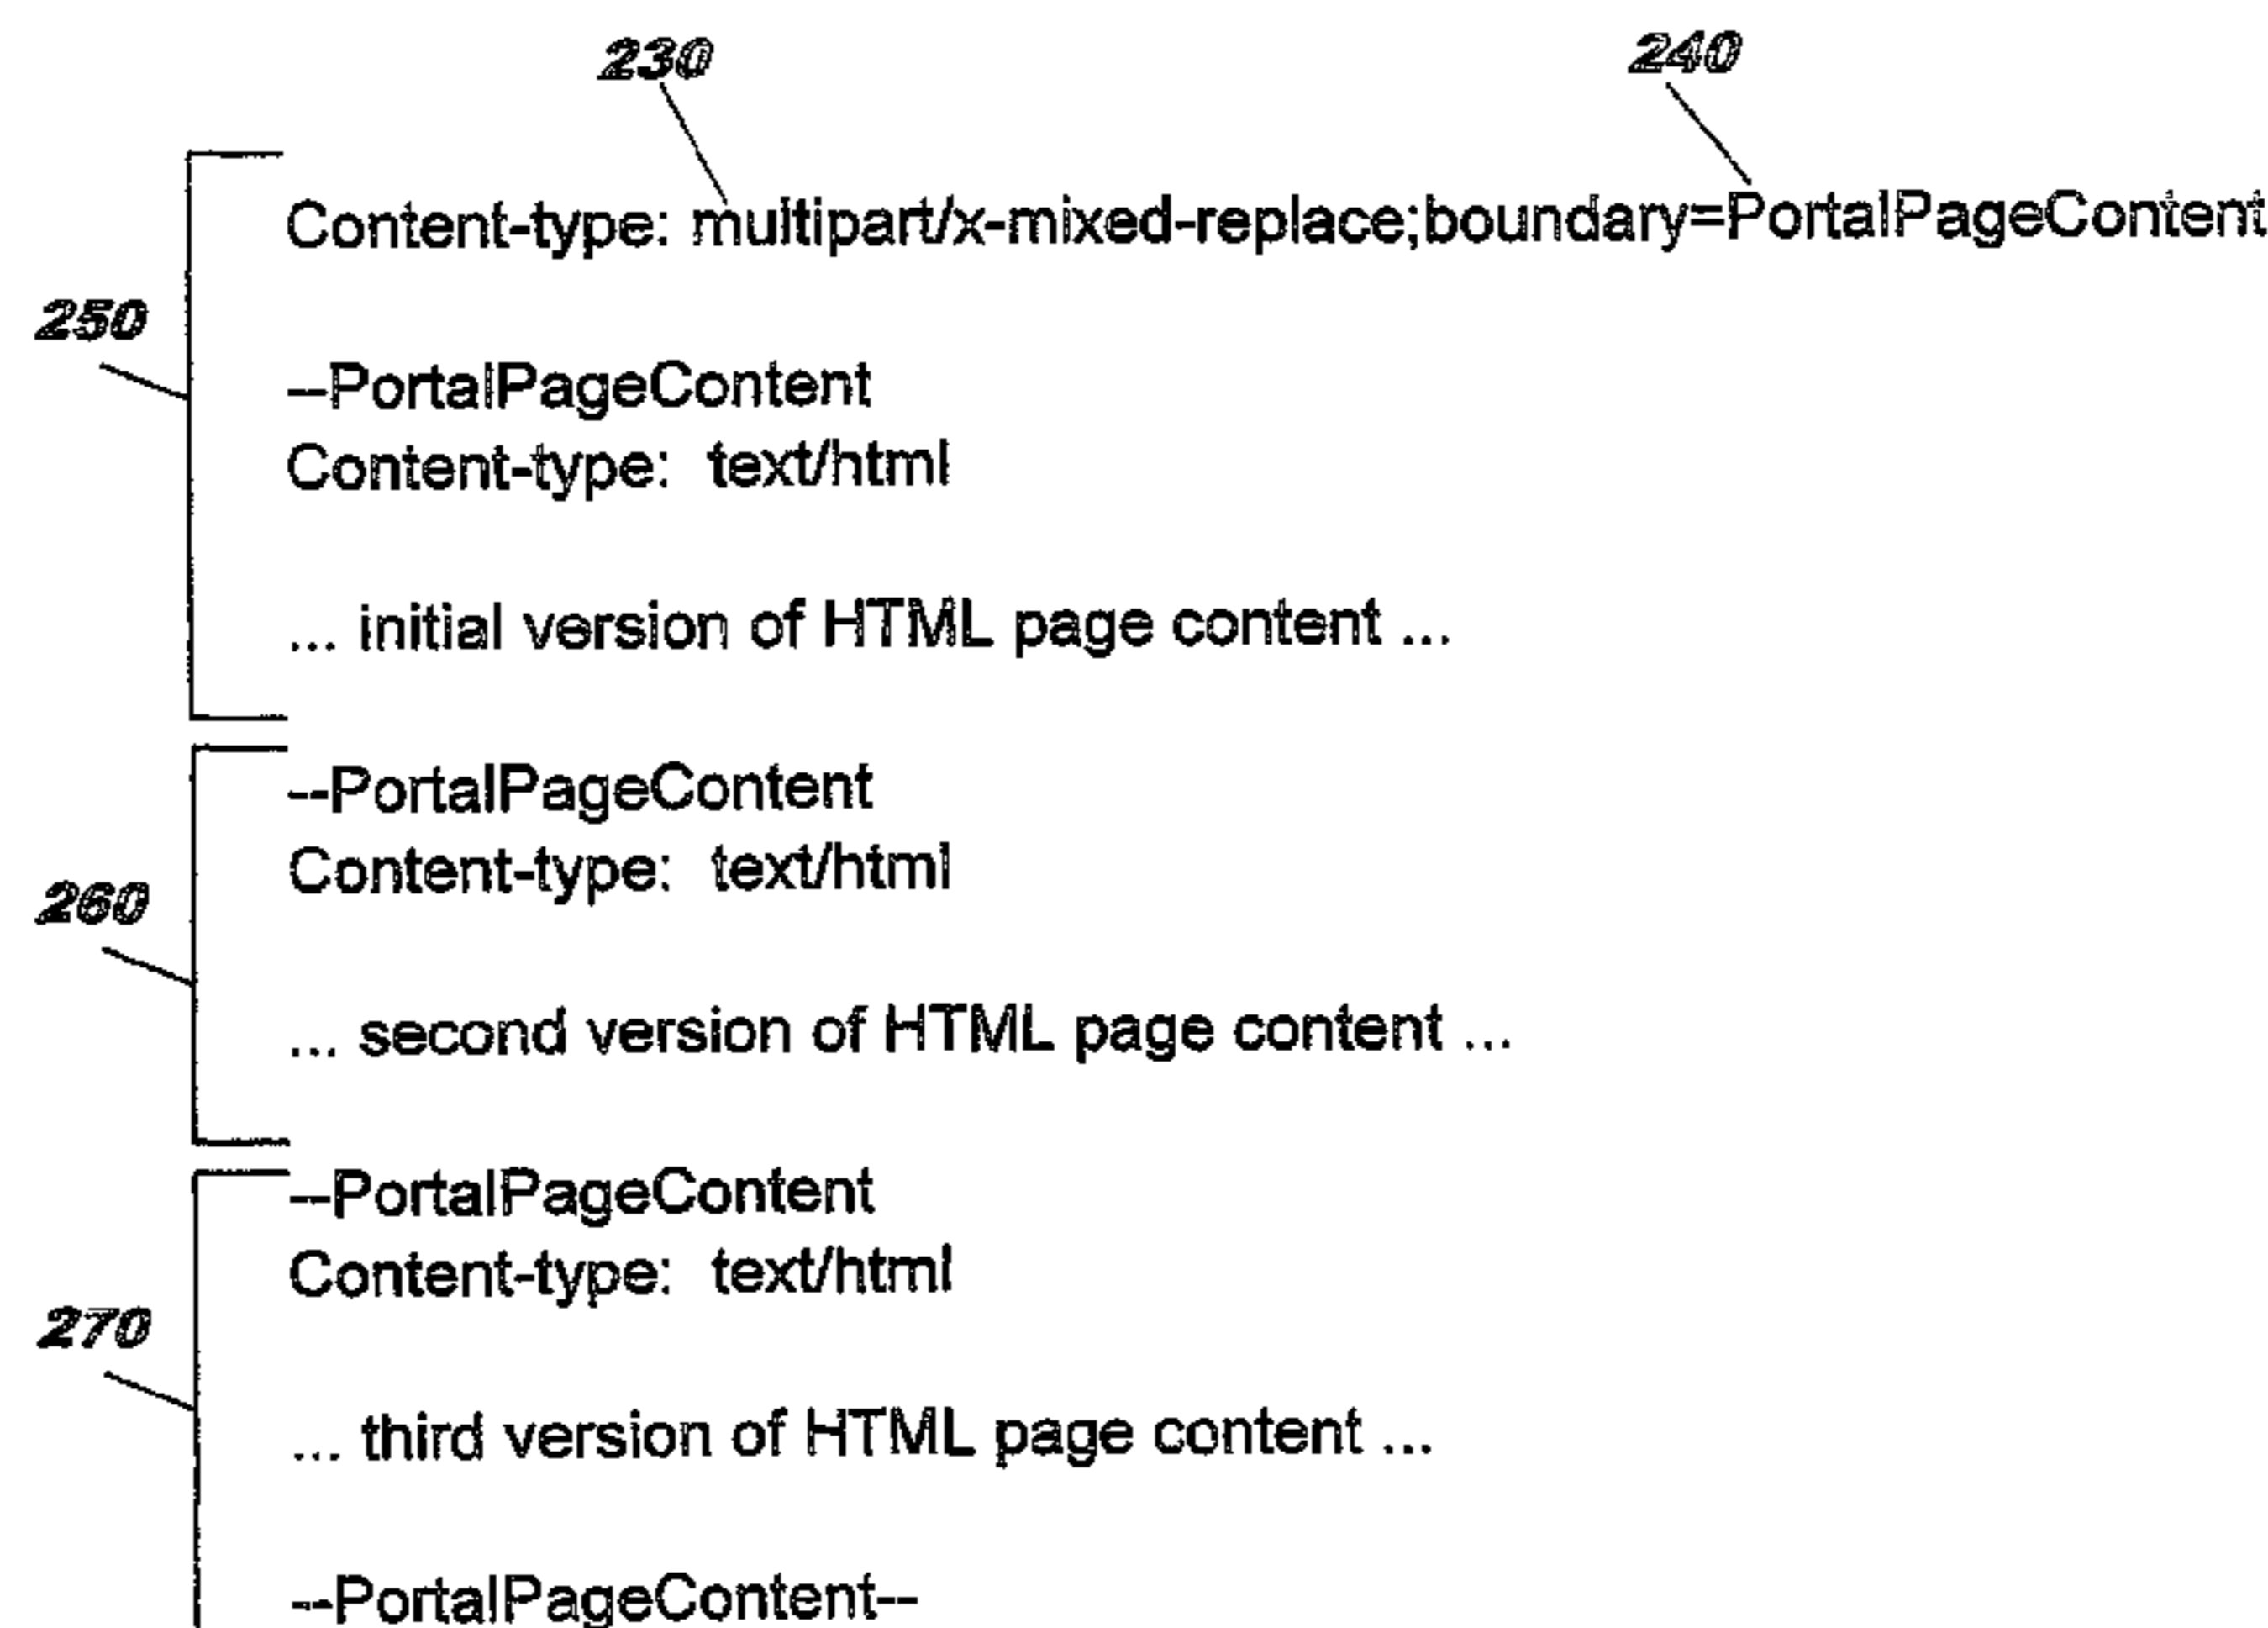 230 240
Content-type: multipart/x-mixed-replace;boundary=PortalPageContent
250
--PortalPageContent
Content-type: text/html
... initial version of HTML page content ...
--PortalPageContent
Content-type: text/html
260
... second version of HTML page content ...
--PortalPageContent
Content-type: text/html
270
... third version of HTML page content ...
--PortalPageContent--